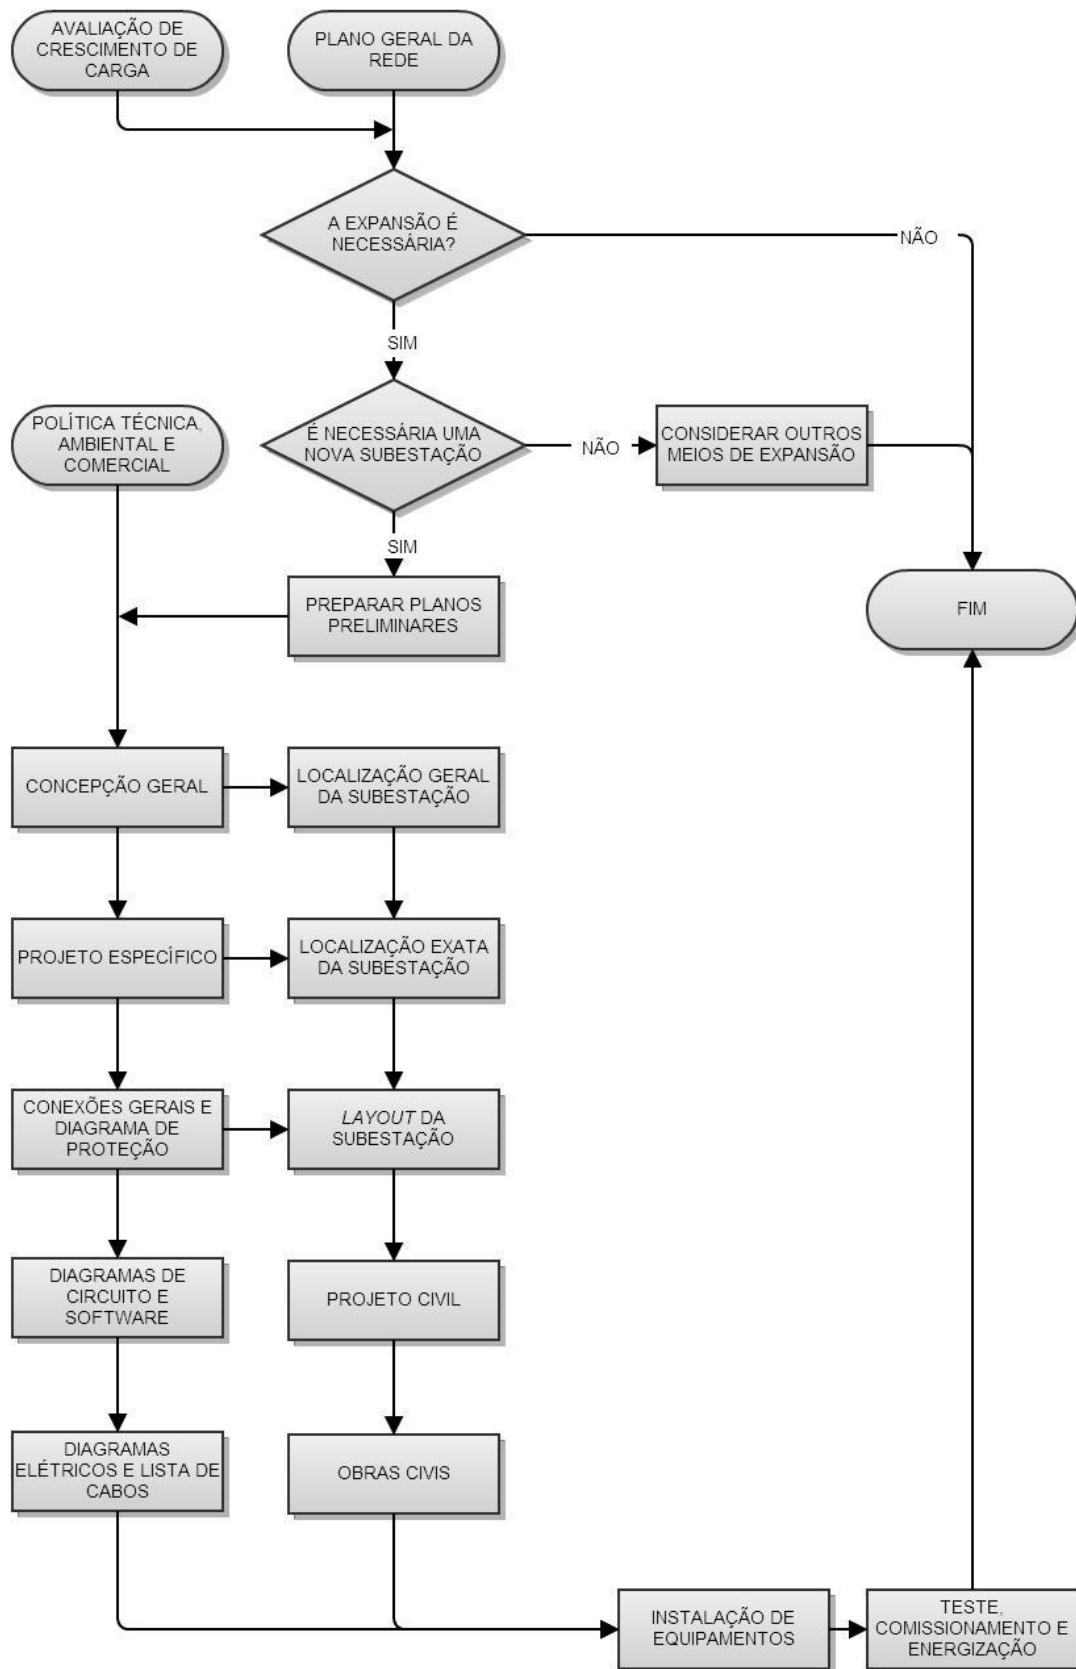 AVALIAÇÃO DE
CRESCIMENTO DE
CARGA
PLANO GERAL DA
REDE
A EXPANSÃO É
NECESSÁRIA?
NÃO
SIM
POLÍTICA TÉCNICA,
AMBIENTAL E
COMERCIAL
É NECESSÁRIA UMA
NOVA SUBESTAÇÃO
NÃO
CONSIDERAR OUTROS
MEIOS DE EXPANSÃO
SIM
PREPARAR PLANOS
PRELIMINARES
FIM
CONCEPÇÃO GERAL
LOCALIZAÇÃO GERAL
DA SUBESTAÇÃO
PROJETO ESPECÍFICO
LOCALIZAÇÃO EXATA
DA SUBESTAÇÃO
CONEXÕES GERAIS E
DIAGRAMA DE
PROTEÇÃO
LAYOUT DA
SUBESTAÇÃO
DIAGRAMAS DE
CIRCUITO E
SOFTWARE
PROJETO CIVIL
DIAGRAMAS
ELÉTRICOS E LISTA DE
CABOS
OBRAS CIVIS
INSTALAÇÃO DE
EQUIPAMENTOS
TESTE,
COMISSIONAMENTO E
ENERGIZAÇÃO